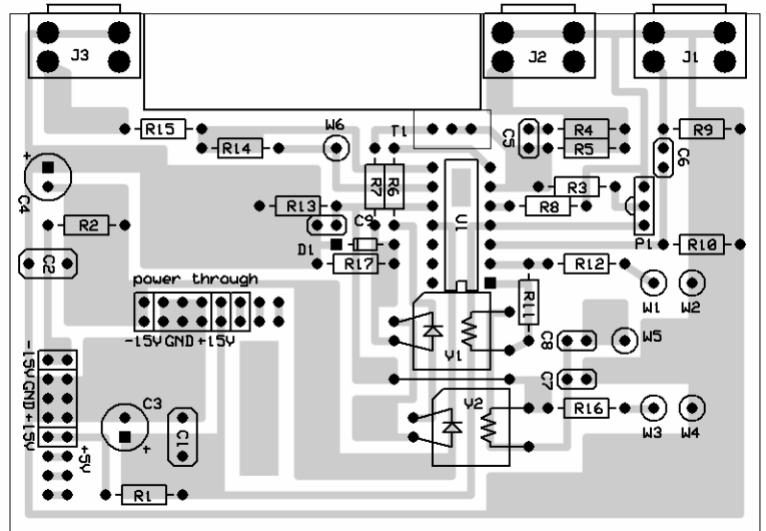 J3
J2
J1
R15
W6
T1
C5
R4
R9
R14
R5
C6
C4
R7
R6
R3
R13
R8
R2
C9
U1
P1
D1
R10
C2
R17
R12
power through
W1
W2
R11
-15V GND +15V
V1
C8
W5
-15V GND +15V
C7
C3
V2
R16
C1
W3
W4
+5V
R1